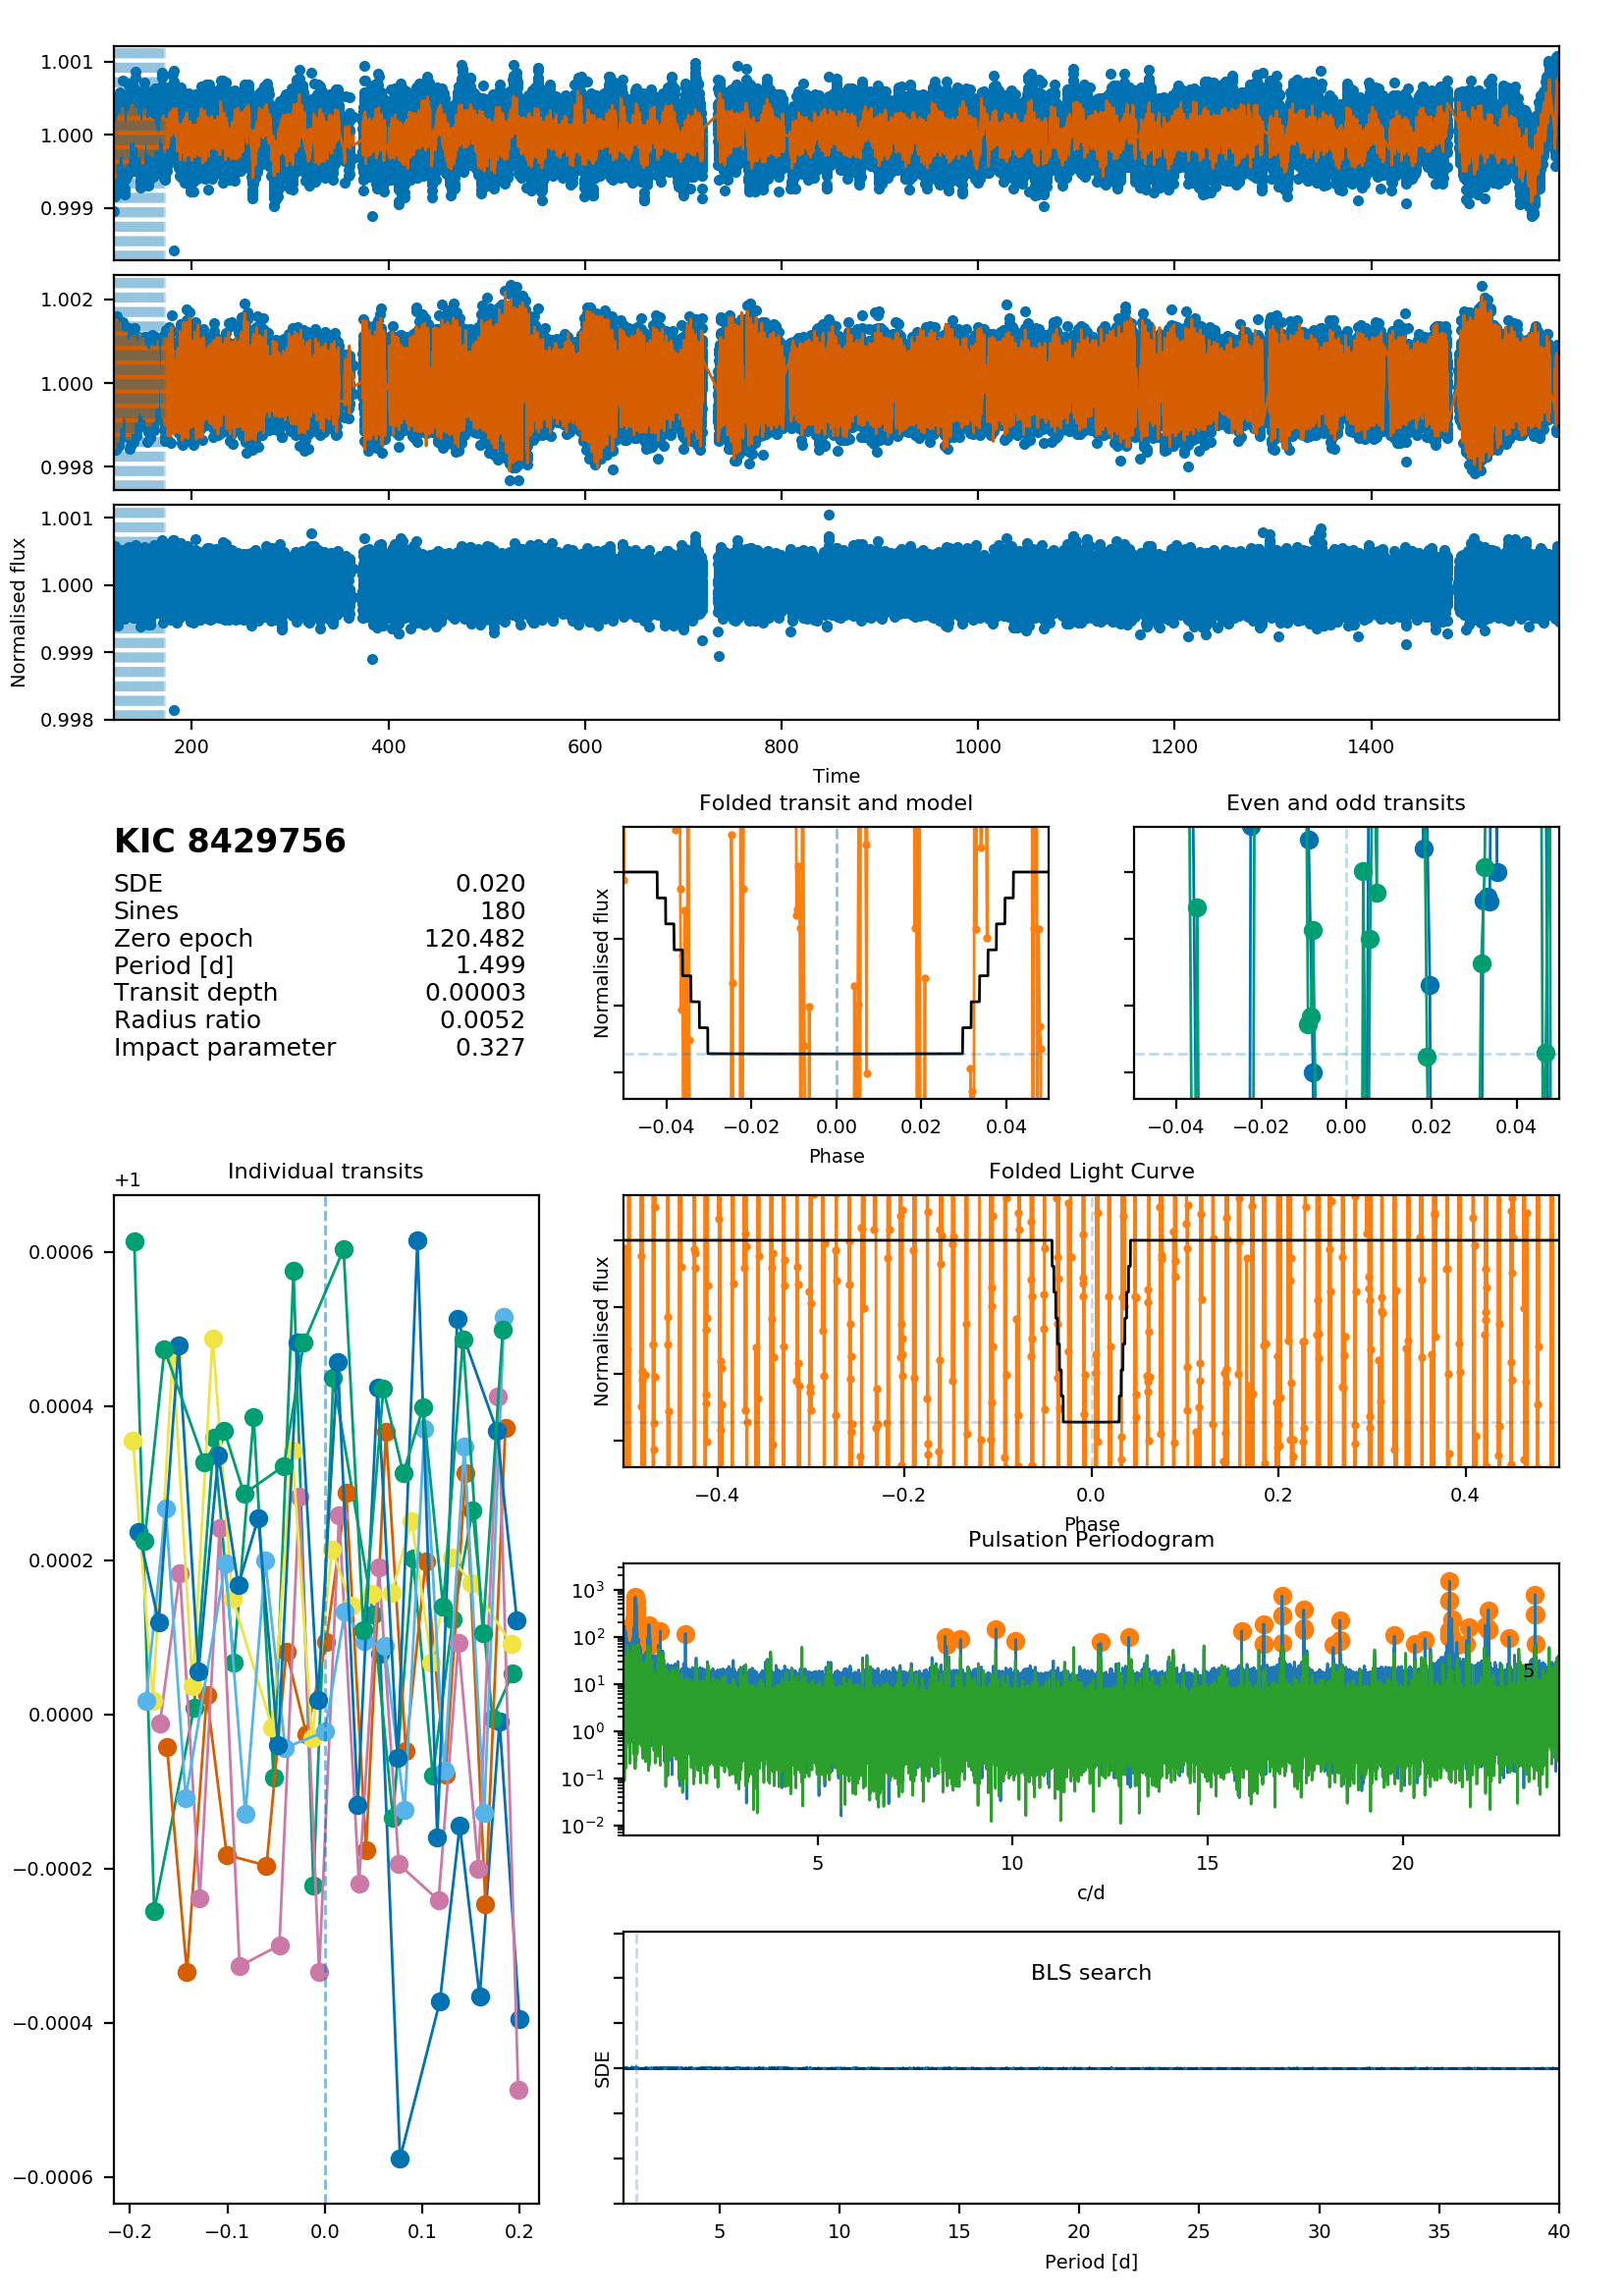 1.001
1.000
0.999
1.002
1.000
0.998
1.001
1.000
0.999
0.998
Normalised flux
200 400 600 800 1000 1200 1400
Time
KIC 8429756
SDE 0.020
Sines 180
Zero epoch 120.482
Period [d] 1.499
Transit depth 0.00003
Radius ratio 0.0052
Impact parameter 0.327
Folded transit and model
Normalised flux
−0.04 −0.02 0.00 0.02 0.04
Phase
Even and odd transits
−0.04 −0.02 0.00 0.02 0.04
Individual transits
+1
0.0006
0.0004
0.0002
0.0000
−0.0002
−0.0004
−0.0006
−0.2 −0.1 0.0 0.1 0.2
Folded Light Curve
Normalised flux
−0.4 −0.2 0.0 0.2 0.4
Phase
Pulsation Periodogram
10³
10²
10¹
10⁰
10⁻¹
10⁻²
5
5 10 15 20
c/d
BLS search
SDE
5 10 15 20 25 30 35 40
Period [d]